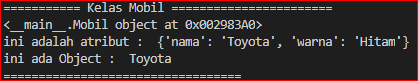 =========== Kelas Mobil =======================
<__main__.Mobil object at 0x002983A0>
ini adalah atribut :  {'nama': 'Toyota', 'warna': 'Hitam'}
ini ada Object :  Toyota
==================================